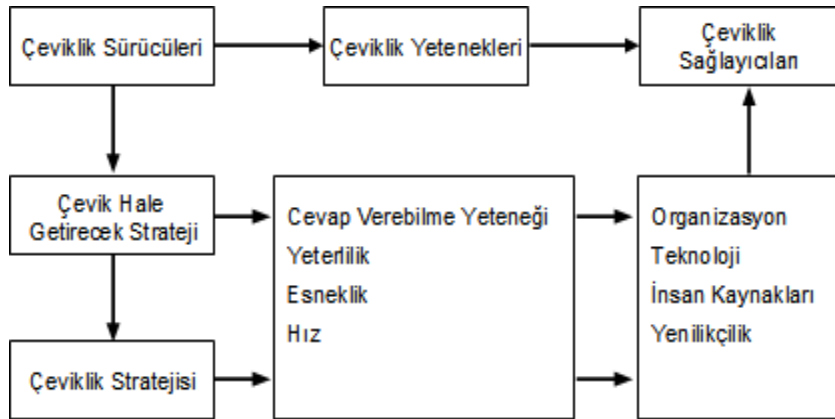 Çeviklik Sürücüleri
Çeviklik Yetenekleri
Çeviklik
Sağlayıcıları
Çevik Hale
Getirecek Strateji
Cevap Verebilme Yeteneği
Yeterlilik
Esneklik
Hız
Organizasyon
Teknoloji
İnsan Kaynakları
Yenilikçilik
Çeviklik Stratejisi